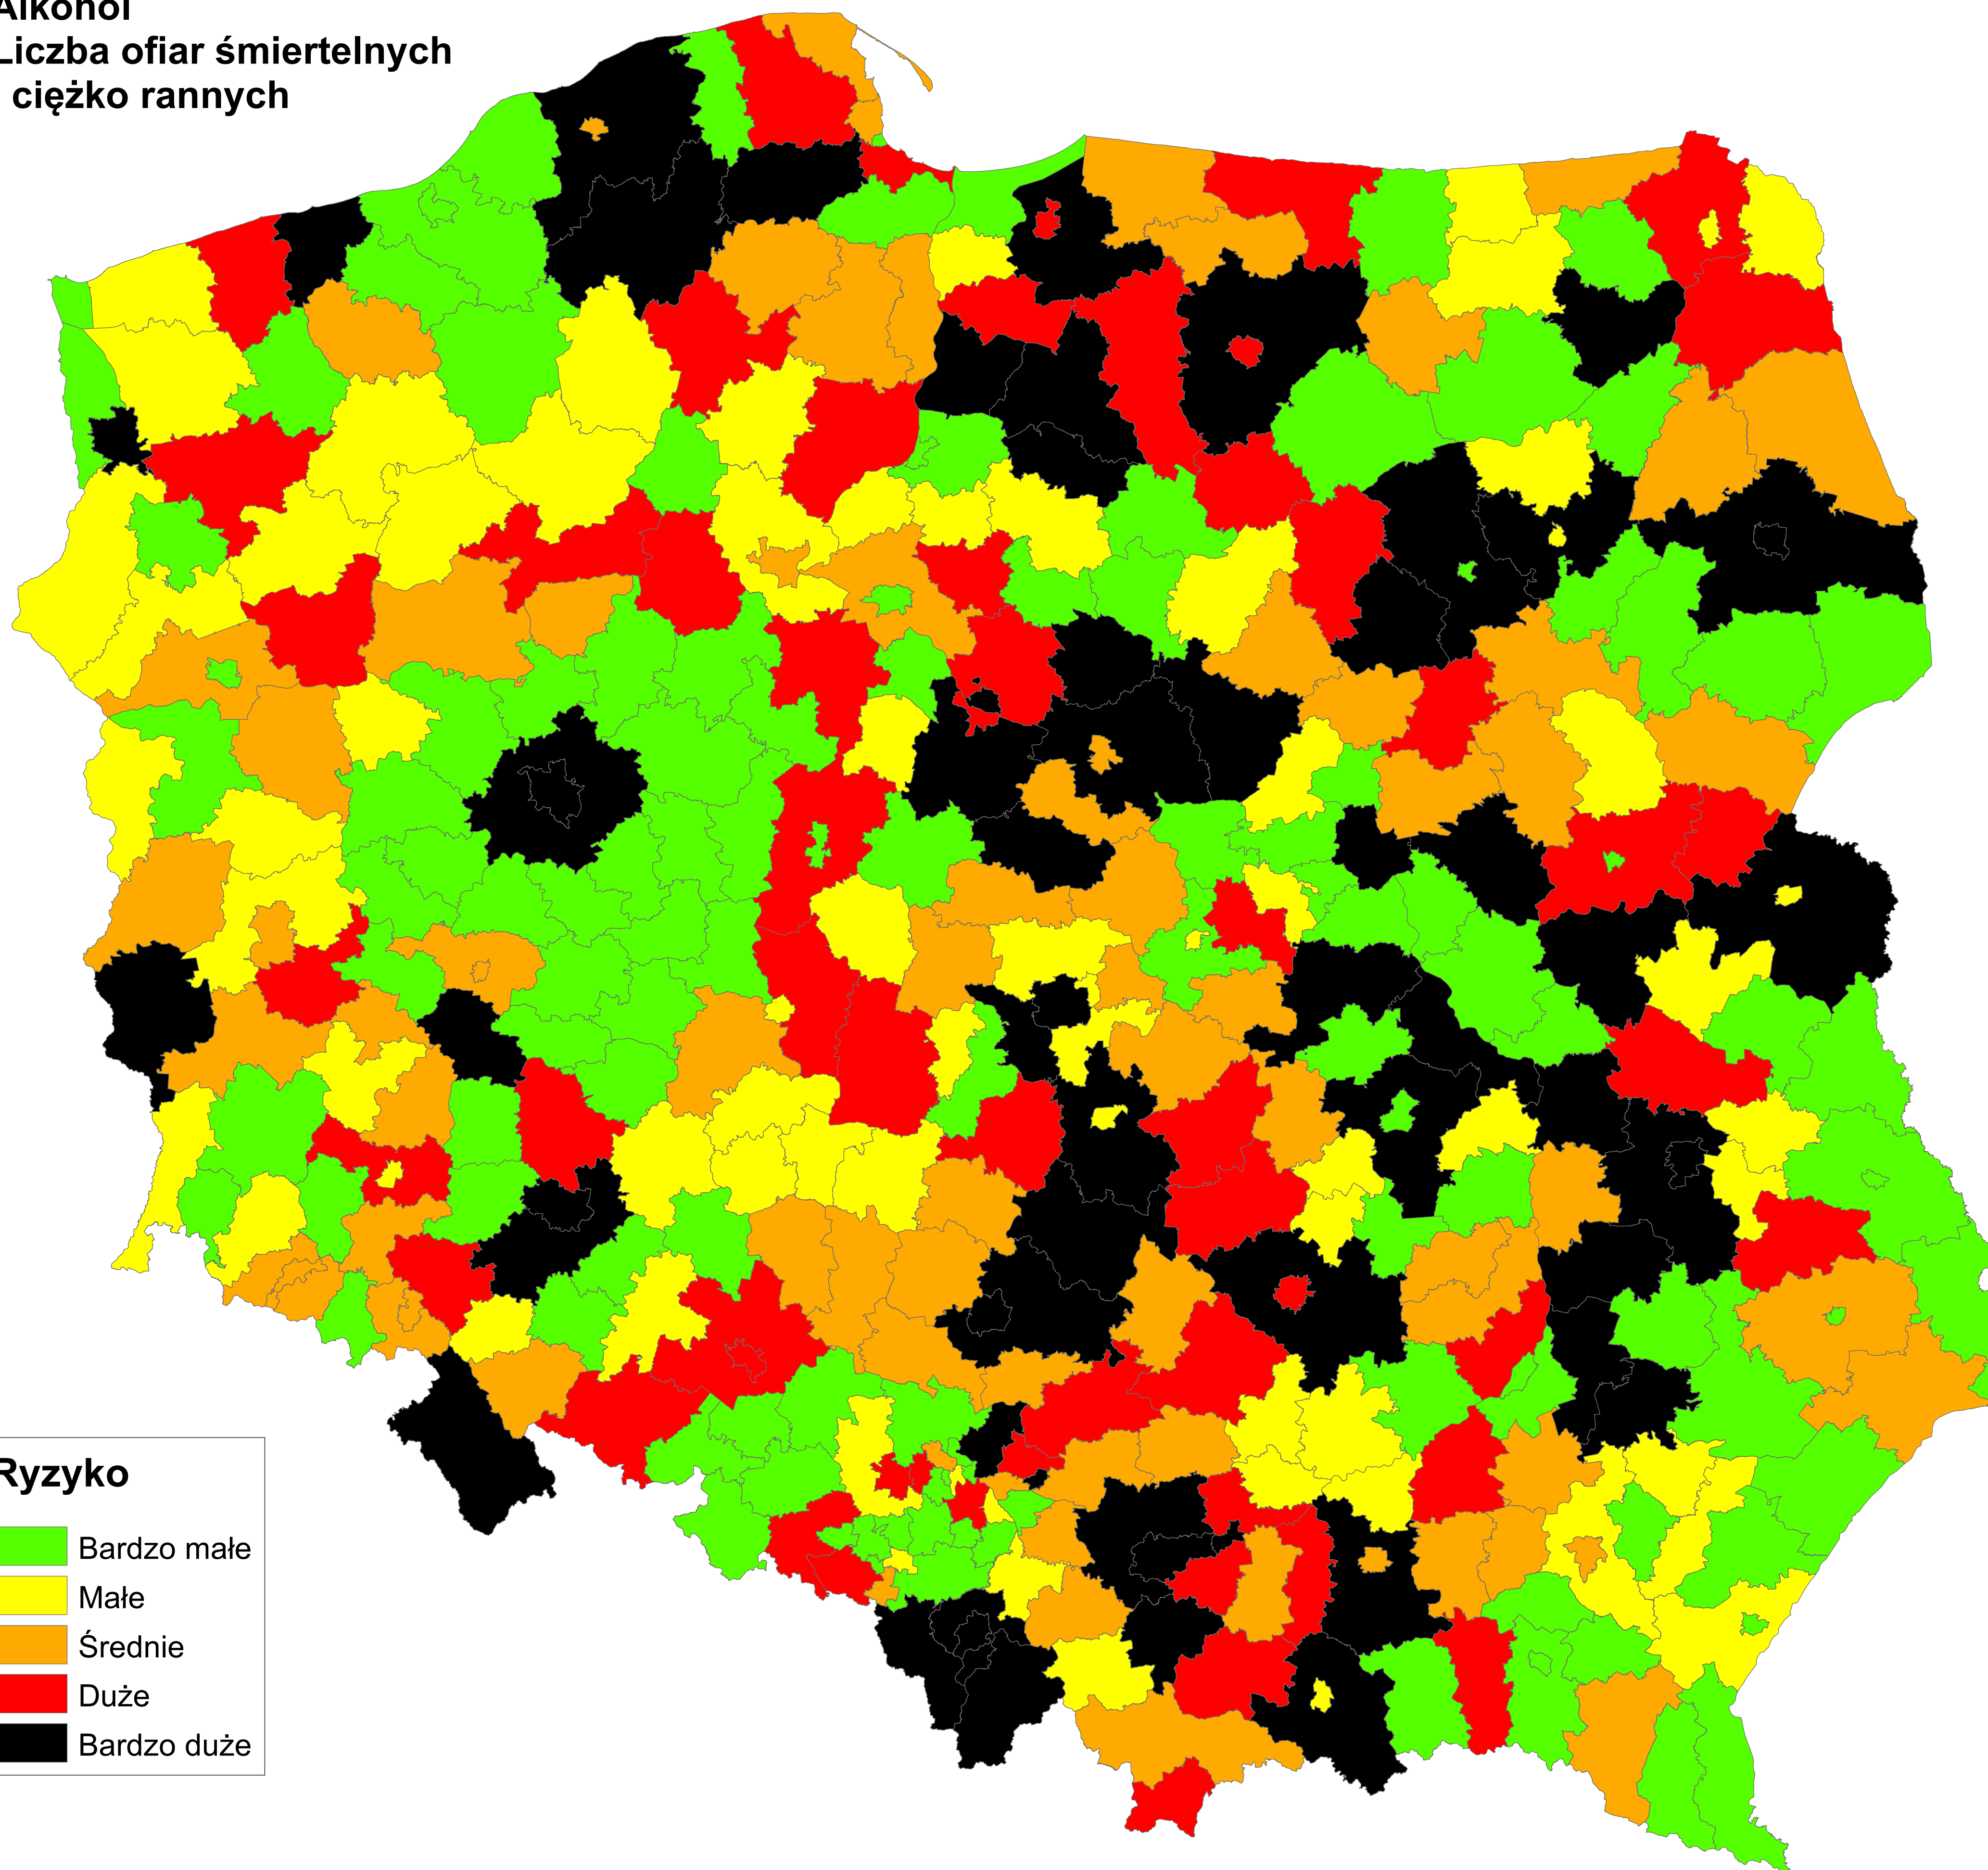 Alkohol
Liczba ofiar śmiertelnych
ciężko rannych
Ryzyko
Bardzo małe
Małe
Średnie
Duże
Bardzo duże